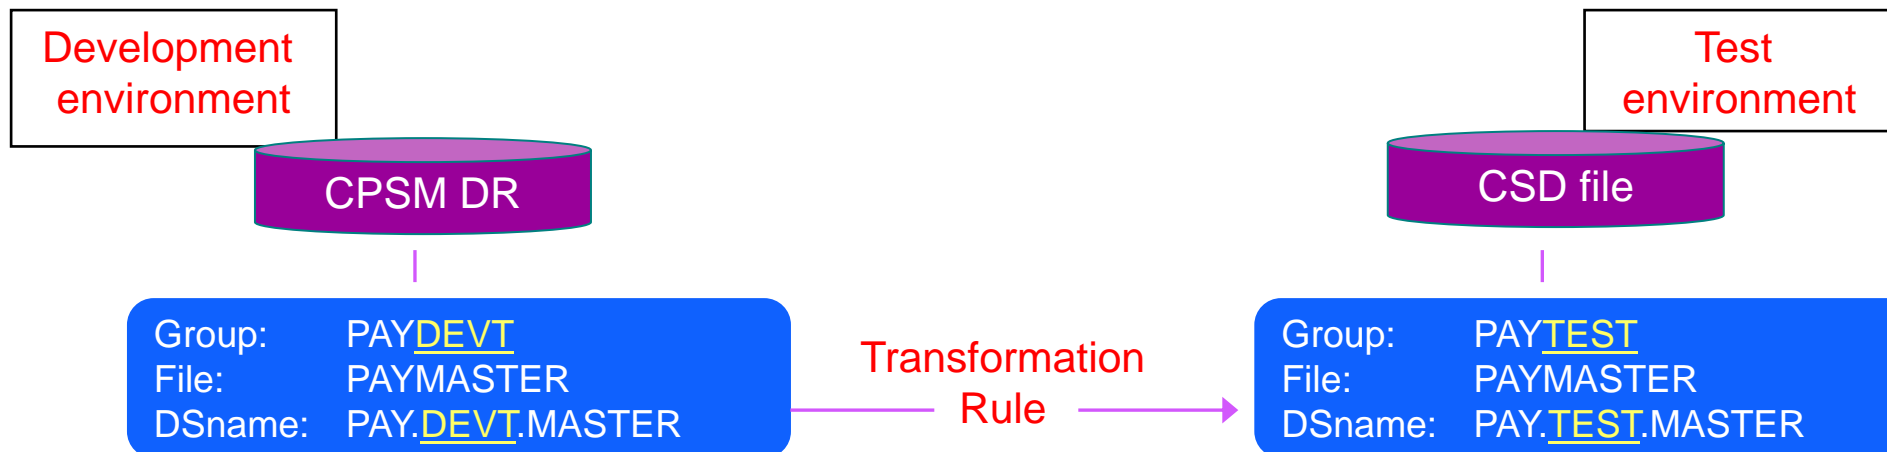 Development
environment
Test
environment
CPSM DR
CSD file
Group: PAYDEVT
File: PAYMASTER
DSname: PAY.DEVT.MASTER
Transformation
Rule
Group: PAYTEST
File: PAYMASTER
DSname: PAY.TEST.MASTER